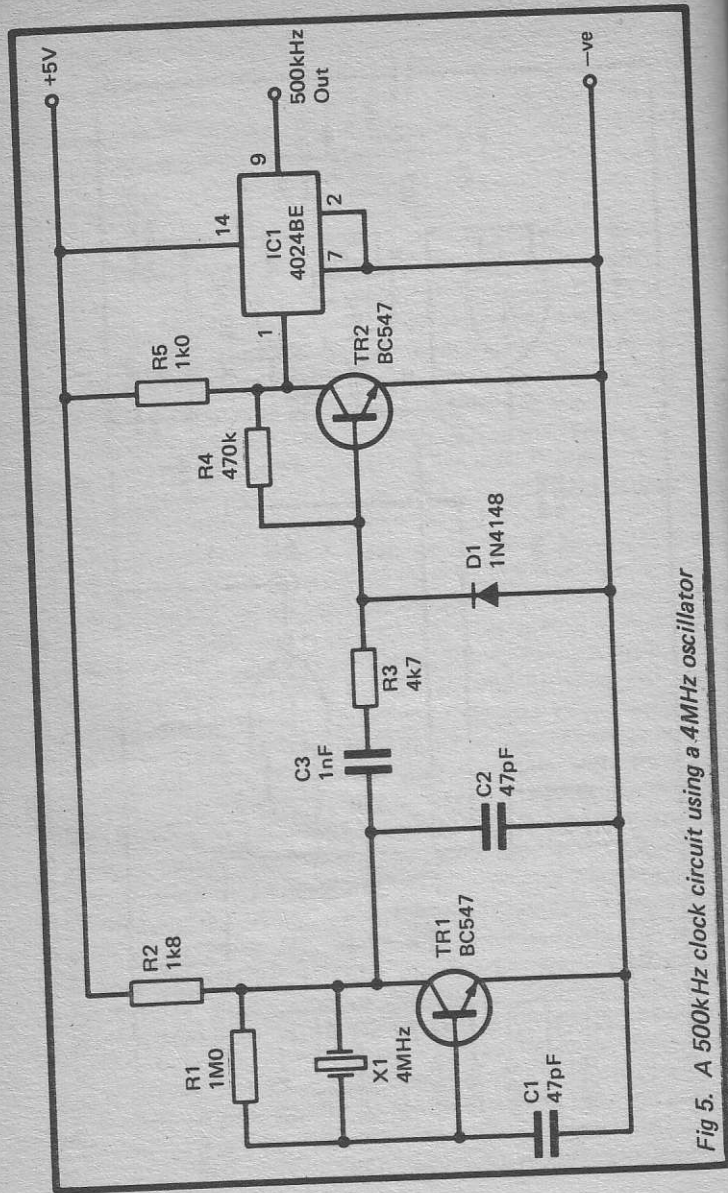 +5V
R2
1k8
R1
1M0
X1
4MHz
C1
47pF
TR1
BC547
C2
47pF
C3
1nF
R3
4k7
D1
1N4148
R4
470k
R5
1k0
TR2
BC547
1
14
IC1
4024BE
9
7
2
500kHz
Out
−ve
Fig 5. A 500kHz clock circuit using a 4MHz oscillator